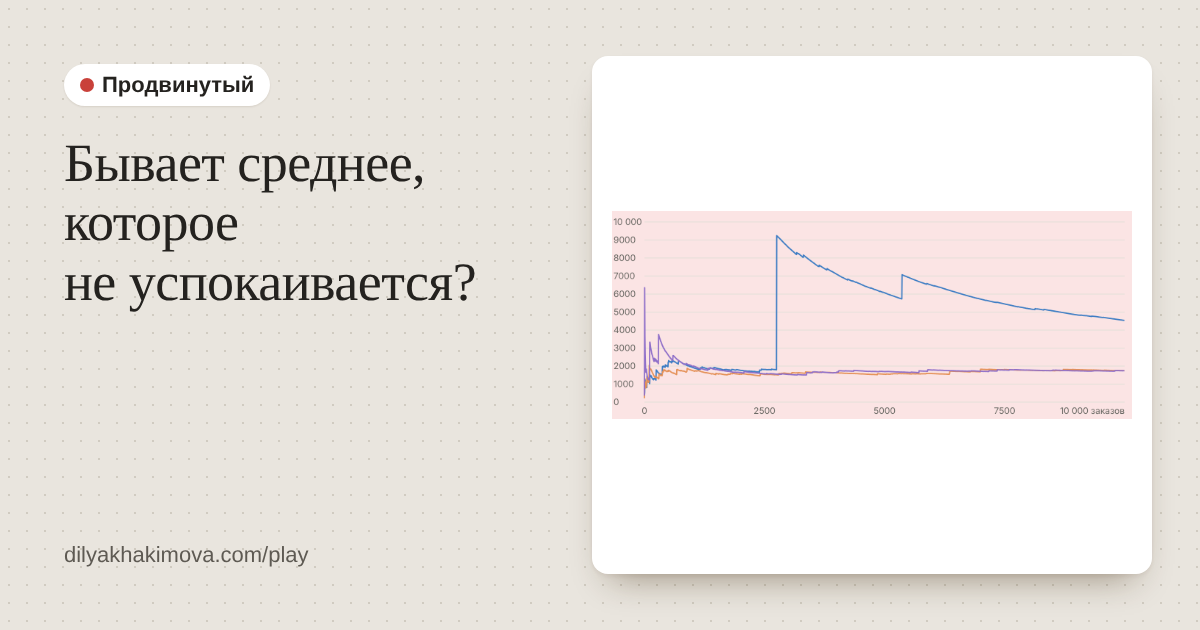 Продвинутый
Бывает среднее,
которое
не успокаивается?
10 000
9000
8000
7000
6000
5000
4000
3000
2000
1000
0
0 2500 5000 7500 10 000 заказов
dilyakhakimova.com/play